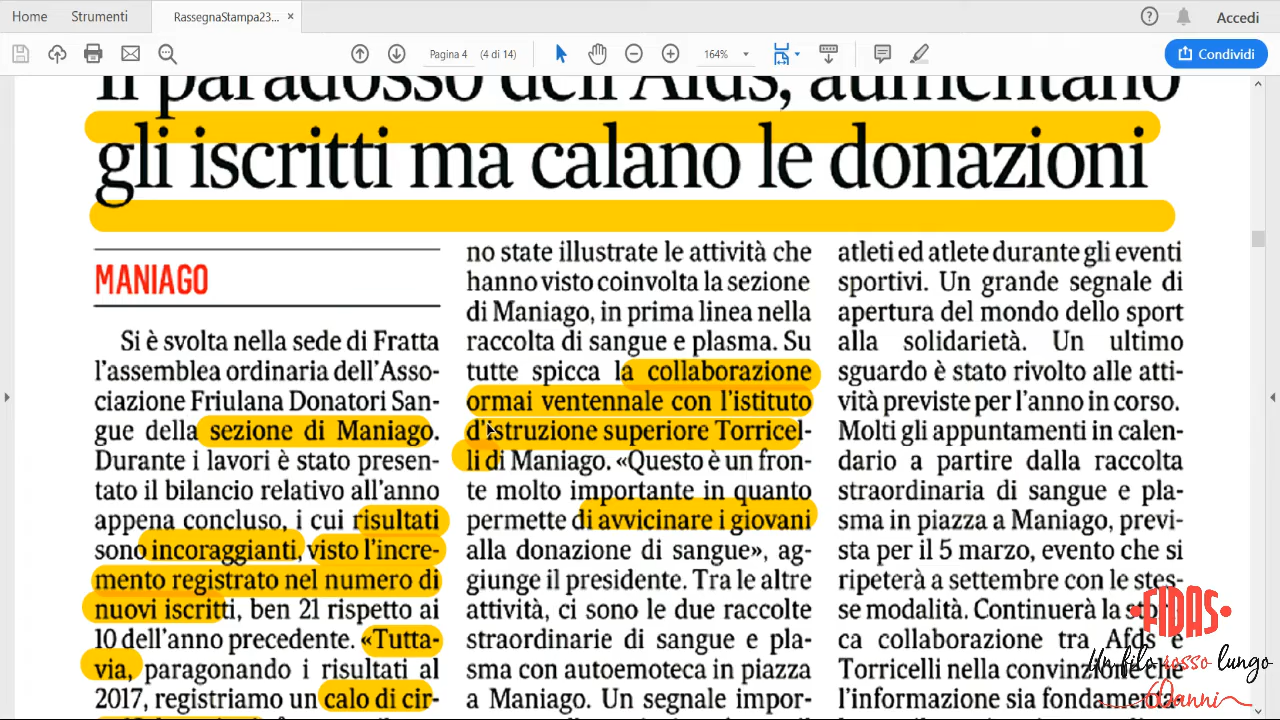 Home Strumenti RassegnaStampa23... × Accedi
Pagina 4 (4 di 14) 164% Condividi
Il paradosso dell'Afds, aumentano
gli iscritti ma calano le donazioni
MANIAGO
Si è svolta nella sede di Fratta
l'assemblea ordinaria dell'Asso-
ciazione Friulana Donatori San-
gue della sezione di Maniago.
Durante i lavori è stato presen-
tato il bilancio relativo all'anno
appena concluso, i cui risultati
sono incoraggianti, visto l'incre-
mento registrato nel numero di
nuovi iscritti, ben 21 rispetto ai
10 dell'anno precedente. «Tutta-
via, paragonando i risultati al
2017, registriamo un calo di cir-
no state illustrate le attività che
hanno visto coinvolta la sezione
di Maniago, in prima linea nella
raccolta di sangue e plasma. Su
tutte spicca la collaborazione
ormai ventennale con l'istituto
d'istruzione superiore Torricel-
li di Maniago. «Questo è un fron-
te molto importante in quanto
permette di avvicinare i giovani
alla donazione di sangue», ag-
giunge il presidente. Tra le altre
attività, ci sono le due raccolte
straordinarie di sangue e pla-
sma con autoemoteca in piazza
a Maniago. Un segnale impor-
atleti ed atlete durante gli eventi
sportivi. Un grande segnale di
apertura del mondo dello sport
alla solidarietà. Un ultimo
sguardo è stato rivolto alle atti-
vità previste per l'anno in corso.
Molti gli appuntamenti in calen-
dario a partire dalla raccolta
straordinaria di sangue e pla-
sma in piazza a Maniago, previ-
sta per il 5 marzo, evento che si
ripeterà a settembre con le stes-
se modalità. Continuerà la stori-
ca collaborazione tra Afds e
Torricelli nella convinzione che
l'informazione sia fondamenta-
FIDAS
Un filo rosso lungo
60anni